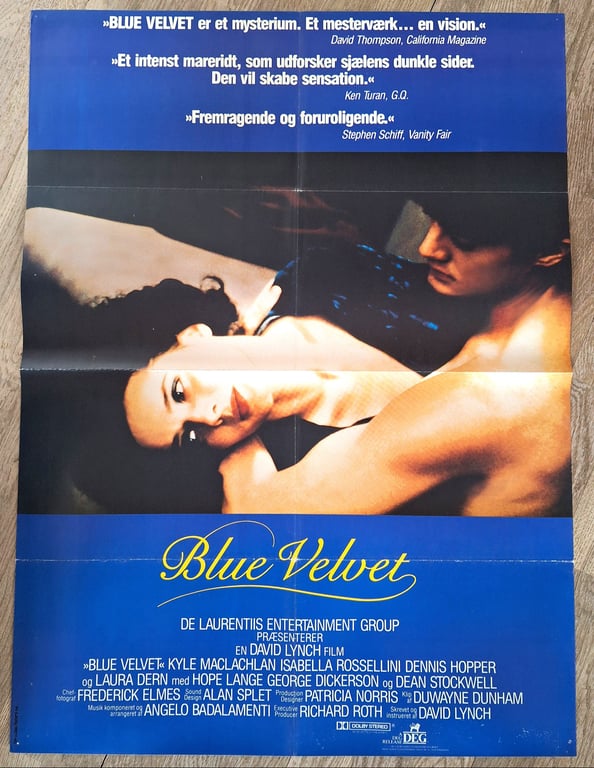 »BLUE VELVET er et mysterium. Et mesterværk... en vision.«
David Thompson, California Magazine
»Et intenst mareridt, som udforsker sjælens dunkle sider.
Den vil skabe sensation.«
Ken Turan, G.Q.
»Fremragende og foruroligende.«
Stephen Schiff, Vanity Fair
Blue Velvet
DE LAURENTIIS ENTERTAINMENT GROUP
PRÆSENTERER
EN DAVID LYNCH FILM
»BLUE VELVET« KYLE MACLACHLAN ISABELLA ROSSELLINI DENNIS HOPPER
og LAURA DERN med HOPE LANGE GEORGE DICKERSON og DEAN STOCKWELL
Chef-fotograf FREDERICK ELMES Sound Design ALAN SPLET Production Designer PATRICIA NORRIS Klip af DUWAYNE DUNHAM
Musik komponeret og arrangeret af ANGELO BADALAMENTI Executive Producer RICHARD ROTH Skrevet og instrueret af DAVID LYNCH
DOLBY STEREO
DEG